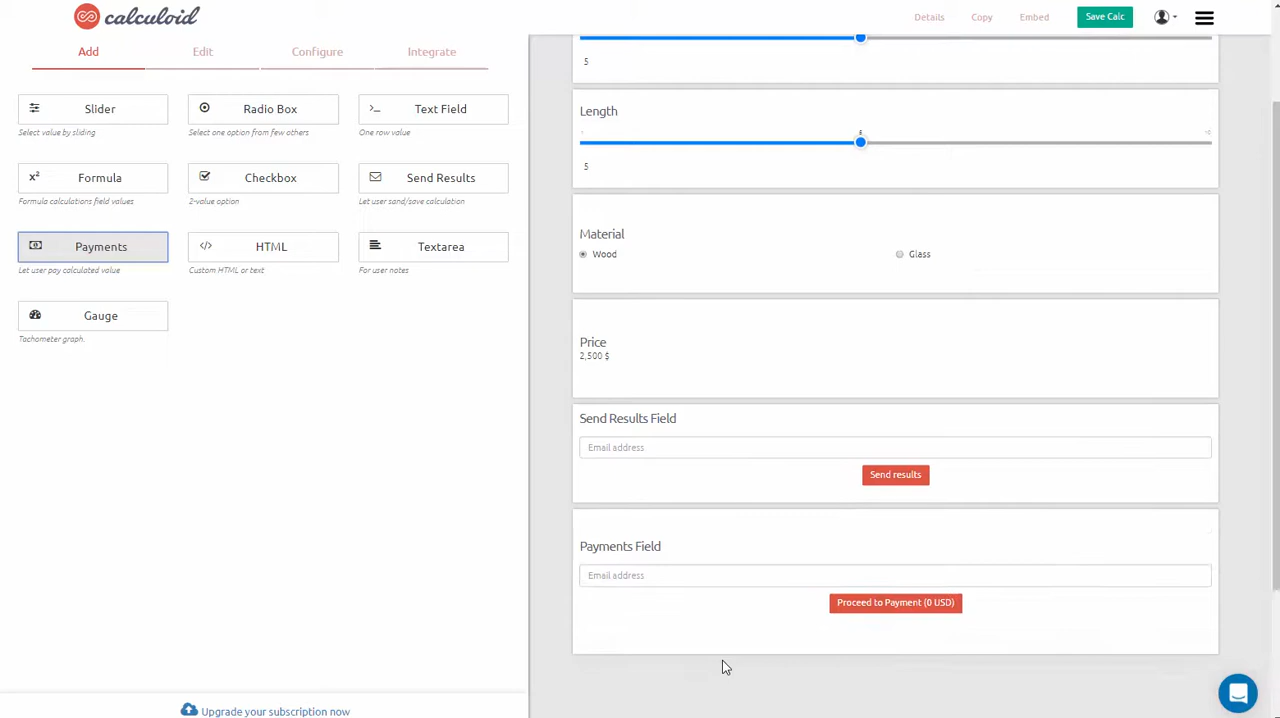 calculoid
Details
Copy
Embed
Save Calc
Add
Edit
Configure
Integrate
Slider
Select value by sliding
Radio Box
Select one option from few others
Text Field
One row value
Formula
Formula calculations field values
Checkbox
2-value option
Send Results
Let user sand/save calculation
Payments
Let user pay calculated value
HTML
Custom HTML or text
Textarea
For user notes
Gauge
Tachometer graph.
Upgrade your subscription now
5
Length
5
Material
Wood
Glass
Price
2,500 $
Send Results Field
Email address
Send results
Payments Field
Email address
Proceed to Payment (0 USD)